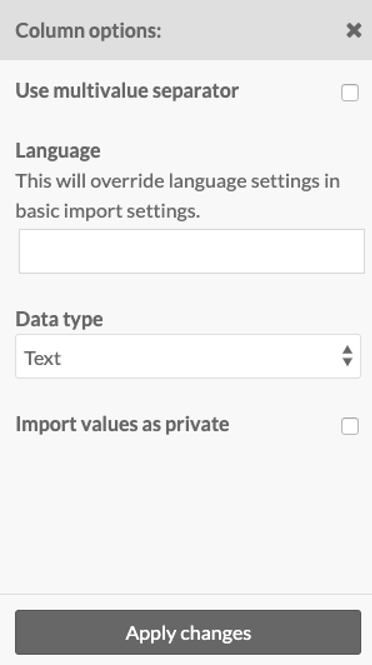 Column options:
Use multivalue separator
Language
This will override language settings in
basic import settings.
Data type
Text
Import values as private
Apply changes